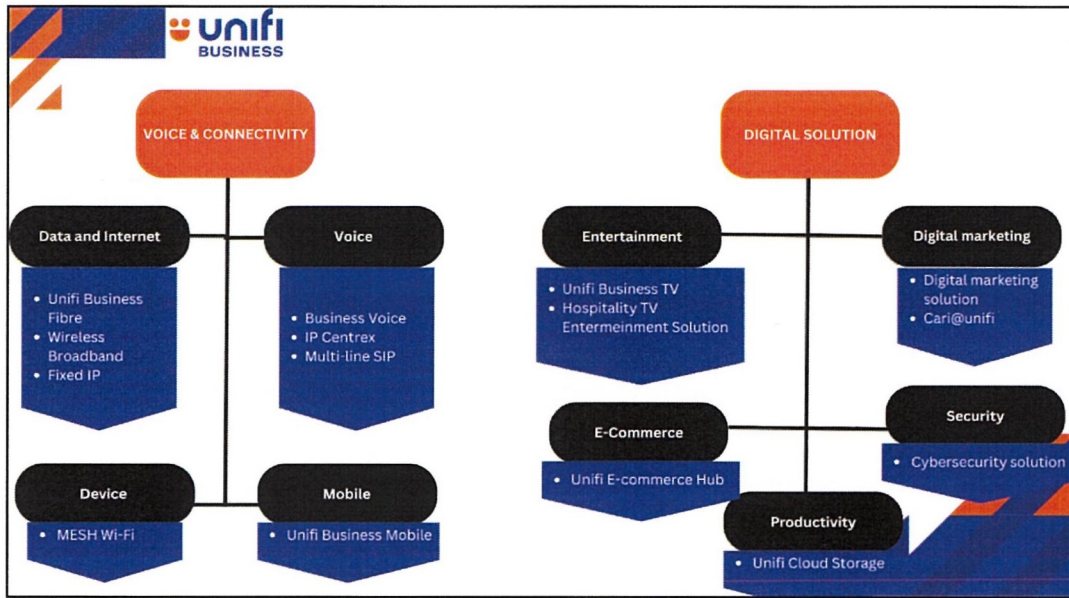 unifi
BUSINESS
VOICE & CONNECTIVITY
Data and Internet
• Unifi Business
Fibre
• Wireless
Broadband
• Fixed IP
Voice
• Business Voice
• IP Centrex
• Multi-line SIP
Device
• MESH Wi-Fi
Mobile
• Unifi Business Mobile
DIGITAL SOLUTION
Entertainment
• Unifi Business TV
• Hospitality TV
Entermeinment Solution
Digital marketing
• Digital marketing
solution
• Cari@unifi
E-Commerce
• Unifi E-commerce Hub
Security
• Cybersecurity solution
Productivity
• Unifi Cloud Storage